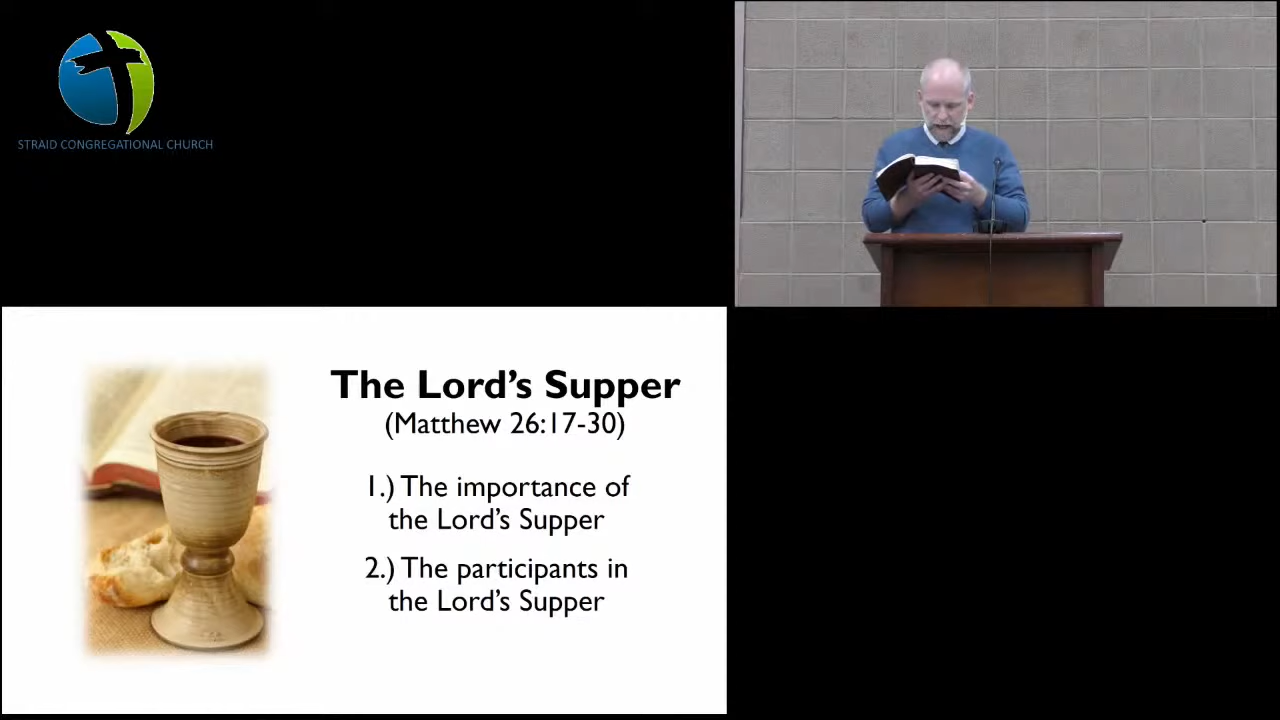 STRAID CONGREGATIONAL CHURCH
The Lord's Supper
(Matthew 26:17-30)
1.) The importance of
the Lord's Supper
2.) The participants in
the Lord's Supper